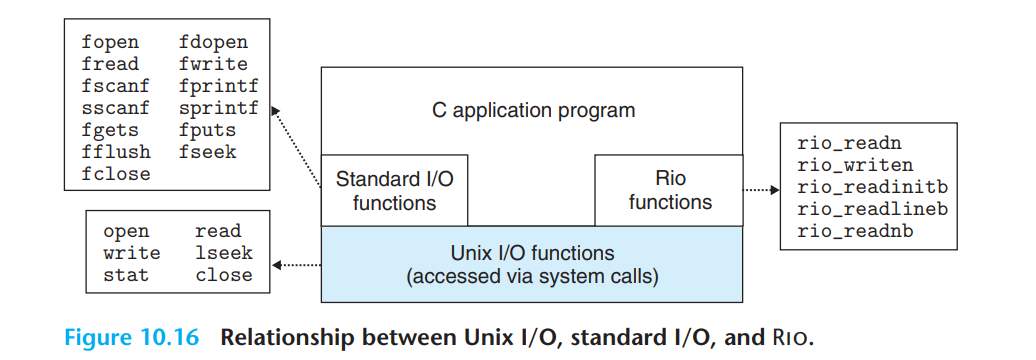 fopen fdopen
fread fwrite
fscanf fprintf
sscanf sprintf
fgets fputs
fflush fseek
fclose
C application program
Standard I/O
functions
Rio
functions
rio_readn
rio_writen
rio_readinitb
rio_readlineb
rio_readnb
open read
write lseek
stat close
Unix I/O functions
(accessed via system calls)
Figure 10.16 Relationship between Unix I/O, standard I/O, and RIO.